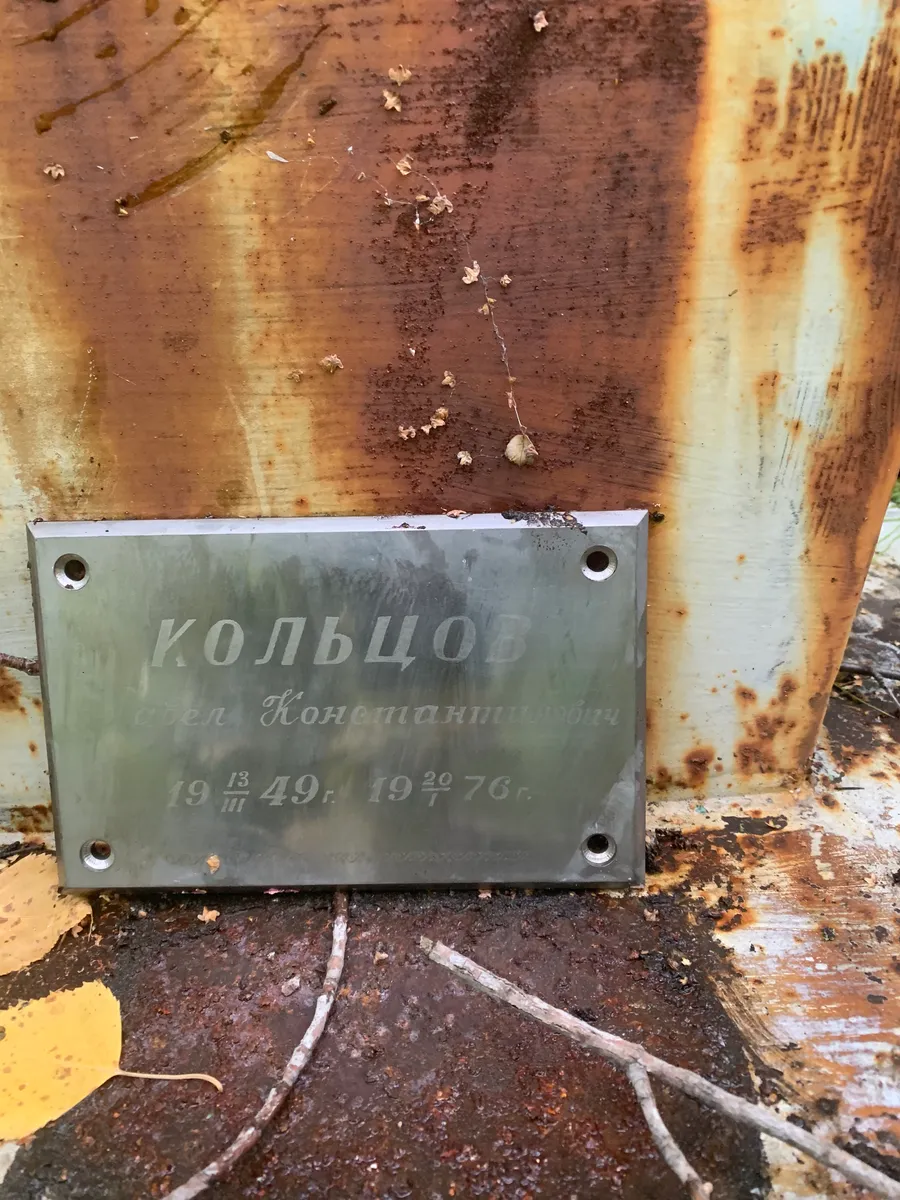 КОЛЬЦОВ
Константинович
19 13/III 49г. 19 20/I 76г.